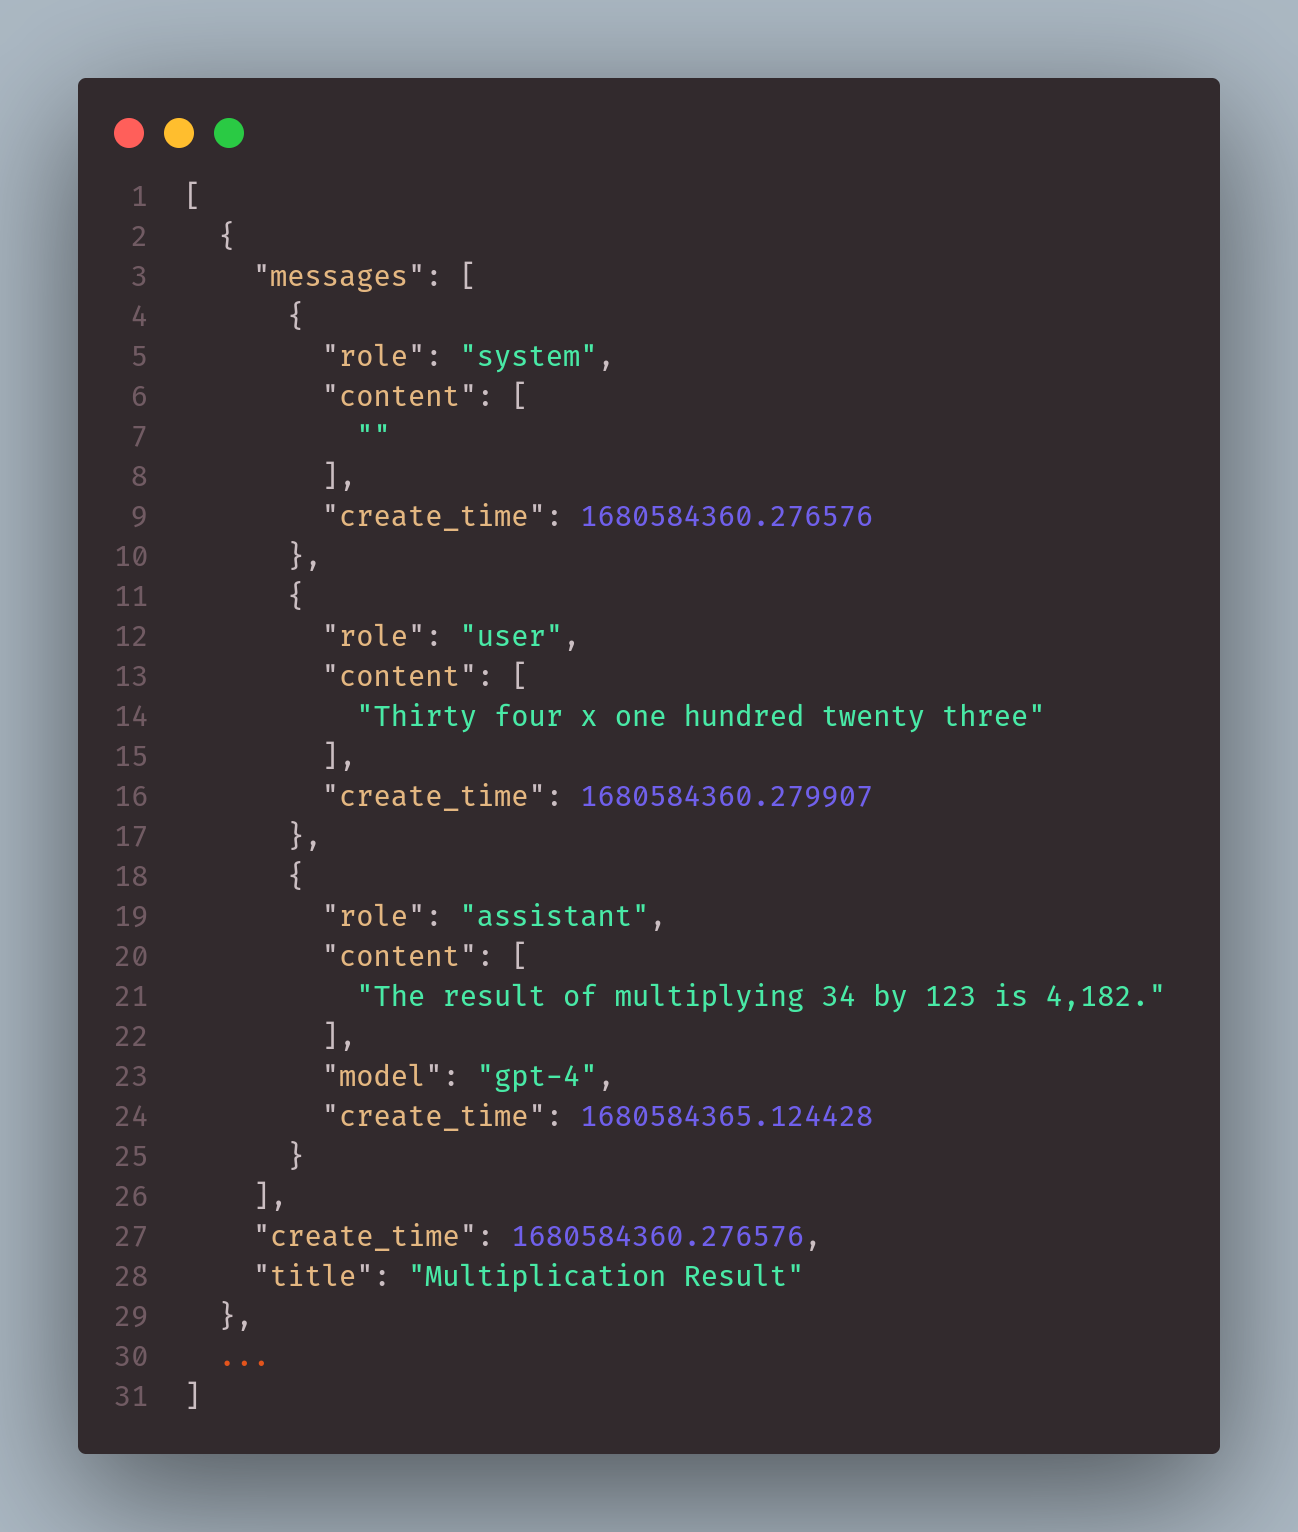 1 [
2   {
3     "messages": [
4       {
5         "role": "system",
6         "content": [
7           ""
8         ],
9         "create_time": 1680584360.276576
10       },
11       {
12         "role": "user",
13         "content": [
14           "Thirty four x one hundred twenty three"
15         ],
16         "create_time": 1680584360.279907
17       },
18       {
19         "role": "assistant",
20         "content": [
21           "The result of multiplying 34 by 123 is 4,182."
22         ],
23         "model": "gpt-4",
24         "create_time": 1680584365.124428
25       }
26     ],
27     "create_time": 1680584360.276576,
28     "title": "Multiplication Result"
29   },
30   ...
31 ]